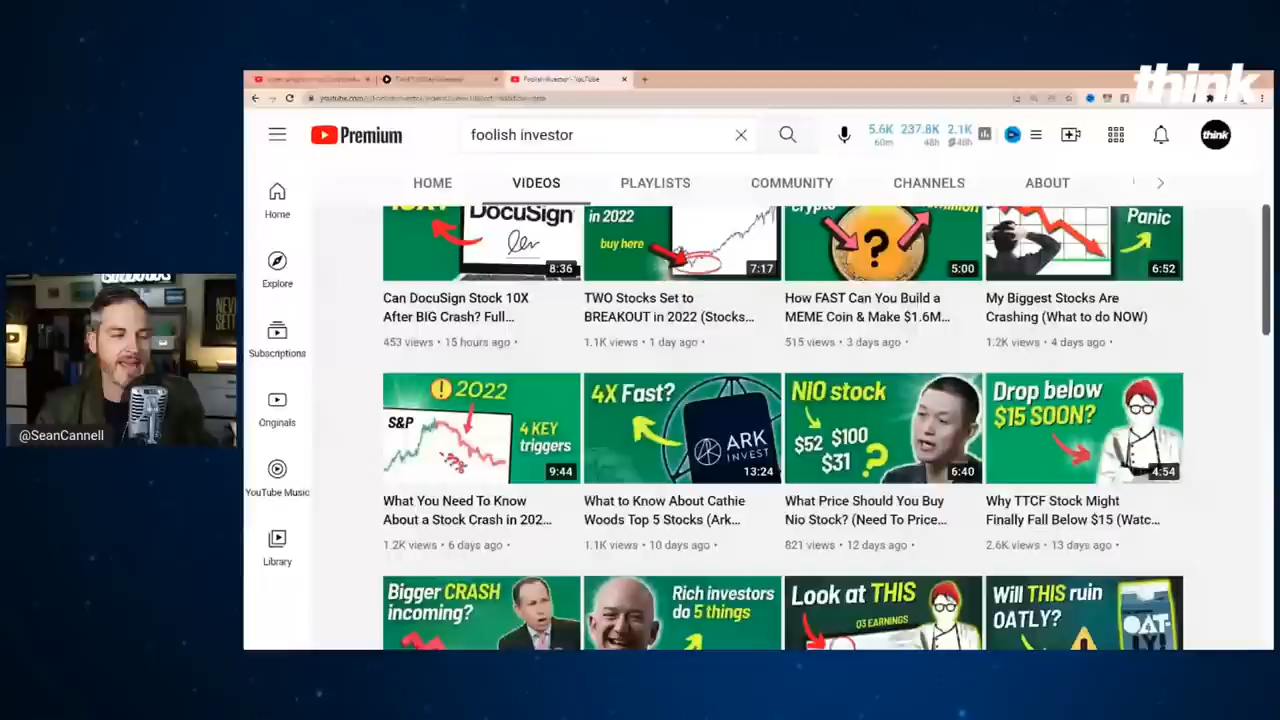 think
Foolish Investor - YouTube
Premium
foolish investor
5.6K 237.8K 2.1K
60m 48h 48h
think
HOME VIDEOS PLAYLISTS COMMUNITY CHANNELS ABOUT
Home
Explore
Subscriptions
Originals
YouTube Music
Library
@SeanCannell
DocuSign
8:36
in 2022
buy here
7:17
crypto
?
5:00
Panic
6:52
Can DocuSign Stock 10X
After BIG Crash? Full...
453 views • 15 hours ago •
TWO Stocks Set to
BREAKOUT in 2022 (Stocks...
1.1K views • 1 day ago •
How FAST Can You Build a
MEME Coin & Make $1.6M...
515 views • 3 days ago •
My Biggest Stocks Are
Crashing (What to do NOW)
1.2K views • 4 days ago •
! 2022
S&P
4 KEY
triggers
-??%
9:44
4X Fast?
ARK
INVEST
13:24
NIO stock
$52 $100
$31 ?
6:40
Drop below
$15 SOON?
4:54
What You Need To Know
About a Stock Crash in 202...
1.2K views • 6 days ago •
What to Know About Cathie
Woods Top 5 Stocks (Ark...
1.1K views • 10 days ago •
What Price Should You Buy
Nio Stock? (Need To Price...
821 views • 12 days ago •
Why TTCF Stock Might
Finally Fall Below $15 (Watc...
2.6K views • 13 days ago •
Bigger CRASH
incoming?
Rich investors
do 5 things
Look at THIS
Q3 EARNINGS
Will THIS ruin
OATLY?
OAT-
LY!